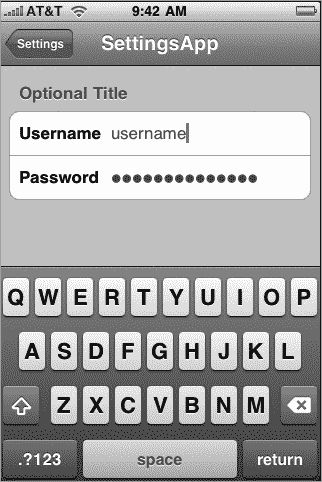 AT&T 9:42 AM
Settings SettingsApp
Optional Title
Username username
Password ●●●●●●●●●●●●●●
Q W E R T Y U I O P
A S D F G H J K L
Z X C V B N M
.?123 space return